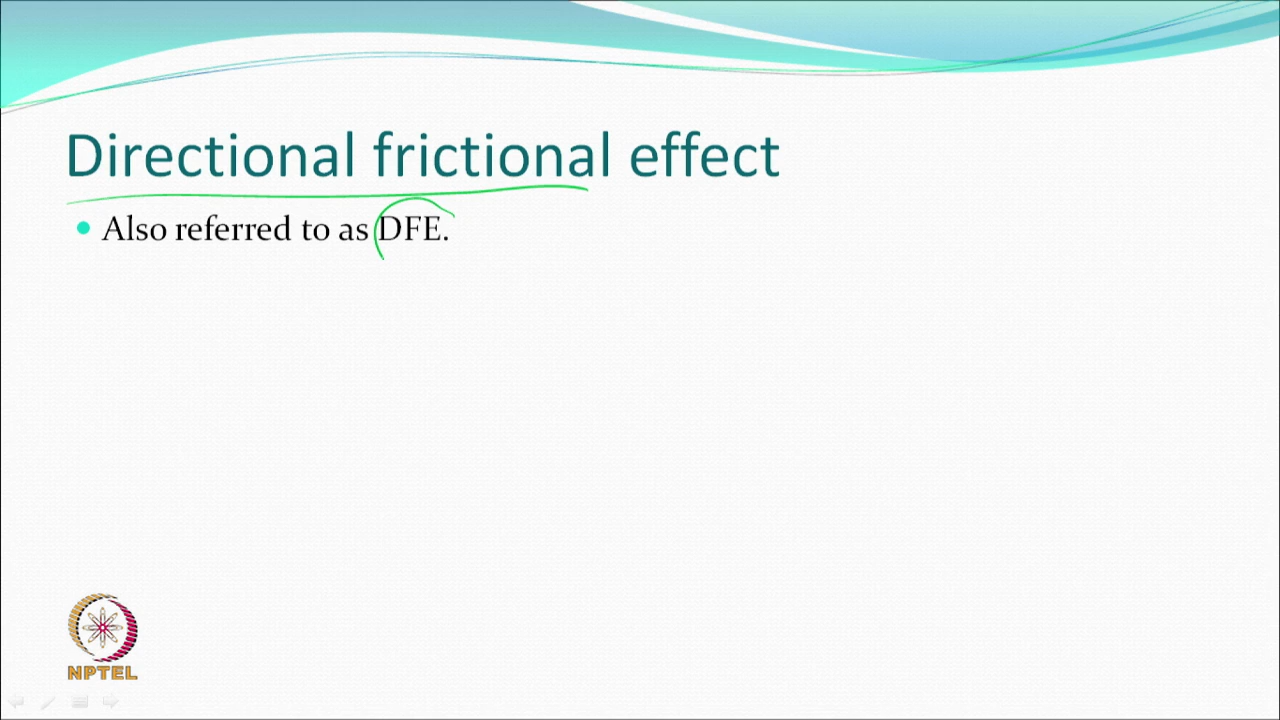 Directional frictional effect
Also referred to as DFE.
NPTEL